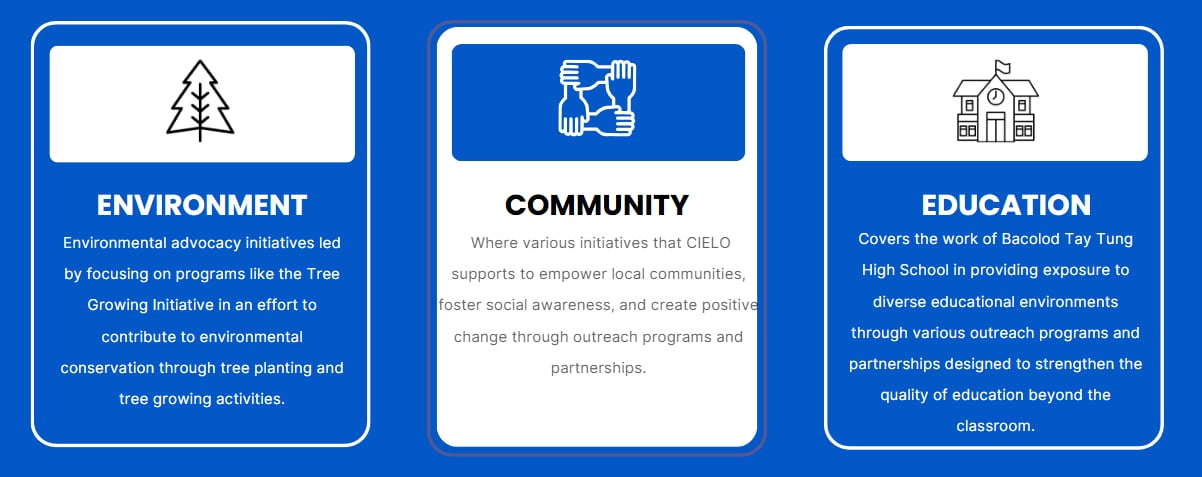 ENVIRONMENT
Environmental advocacy initiatives led
by focusing on programs like the Tree
Growing Initiative in an effort to
contribute to environmental
conservation through tree planting and
tree growing activities.
COMMUNITY
Where various initiatives that CIELO
supports to empower local communities,
foster social awareness, and create positive
change through outreach programs and
partnerships.
EDUCATION
Covers the work of Bacolod Tay Tung
High School in providing exposure to
diverse educational environments
through various outreach programs and
partnerships designed to strengthen the
quality of education beyond the
classroom.